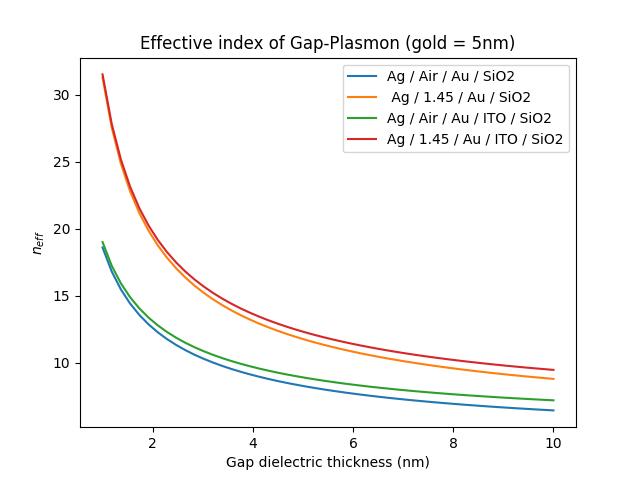 Effective index of Gap-Plasmon (gold = 5nm)
Ag / Air / Au / SiO2
Ag / 1.45 / Au / SiO2
Ag / Air / Au / ITO / SiO2
Ag / 1.45 / Au / ITO / SiO2
30
25
20
15
10
n_eff
2
4
6
8
10
Gap dielectric thickness (nm)